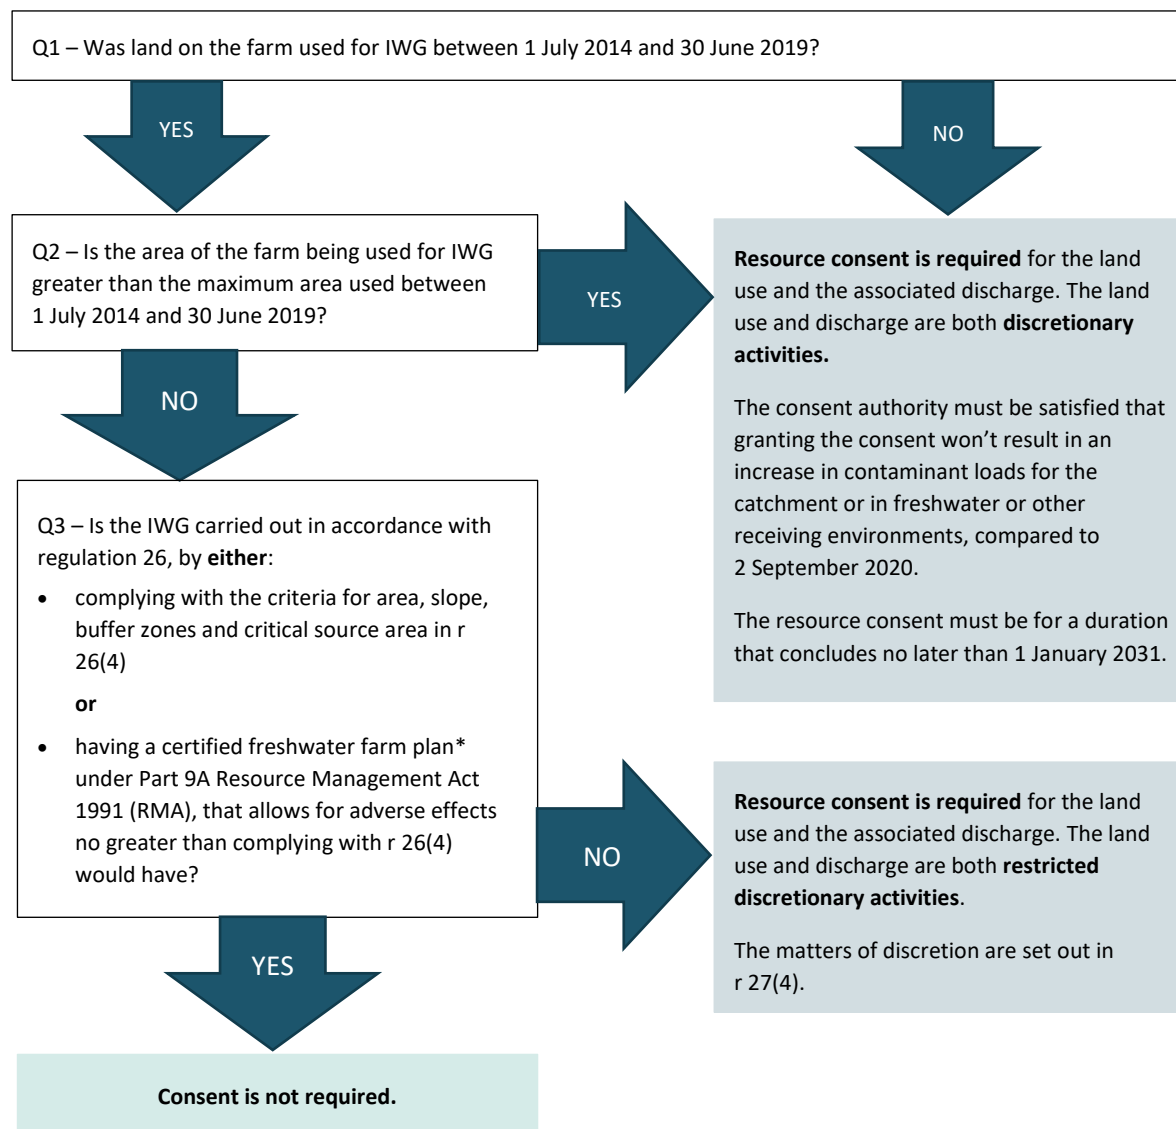 Q1 – Was land on the farm used for IWG between 1 July 2014 and 30 June 2019?
YES
NO
Q2 – Is the area of the farm being used for IWG
greater than the maximum area used between
1 July 2014 and 30 June 2019?
YES
Resource consent is required for the land
use and the associated discharge. The land
use and discharge are both discretionary
activities.
The consent authority must be satisfied that
granting the consent won’t result in an
increase in contaminant loads for the
catchment or in freshwater or other
receiving environments, compared to
2 September 2020.
The resource consent must be for a duration
that concludes no later than 1 January 2031.
NO
Q3 – Is the IWG carried out in accordance with
regulation 26, by either:
• complying with the criteria for area, slope,
buffer zones and critical source area in r
26(4)
or
• having a certified freshwater farm plan*
under Part 9A Resource Management Act
1991 (RMA), that allows for adverse effects
no greater than complying with r 26(4)
would have?
NO
Resource consent is required for the land
use and the associated discharge. The land
use and discharge are both restricted
discretionary activities.
The matters of discretion are set out in
r 27(4).
YES
Consent is not required.